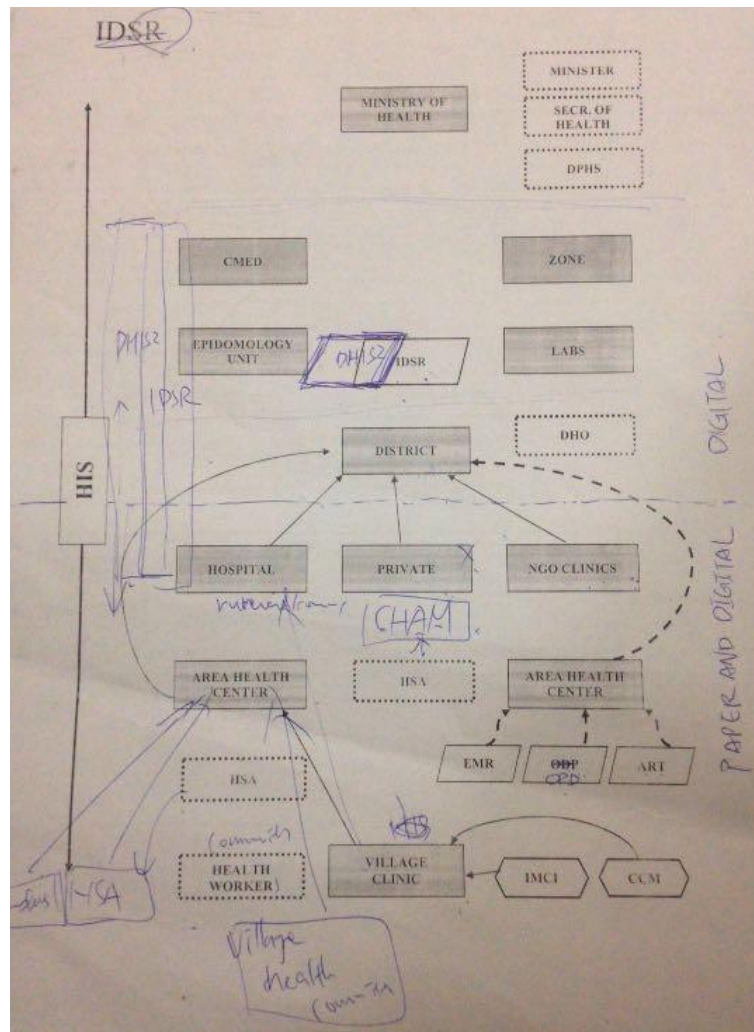 IDSR
MINISTER
MINISTRY OF
HEALTH
SECR. OF
HEALTH
DPHS
CMED
ZONE
EPIDOMOLOGY
UNIT
DHIS2
IDSR
LABS
DHIS2
IDSR
DIGITAL
DHO
DISTRICT
HIS
HOSPITAL
PRIVATE
NGO CLINICS
CHAM
PAPER AND DIGITAL
AREA HEALTH
CENTER
HSA
AREA HEALTH
CENTER
EMR
ODP
OPD
ART
HSA
HEALTH
WORKER
VILLAGE
CLINIC
IMCI
CCM
Village
health